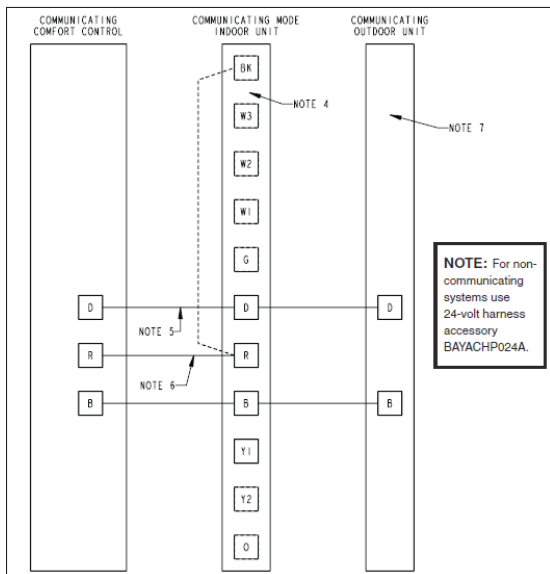 COMMUNICATING
COMFORT CONTROL
COMMUNICATING MODE
INDOOR UNIT
COMMUNICATING
OUTDOOR UNIT
BK
NOTE 4
W3
NOTE 7
W2
W1
G
NOTE: For non-
communicating
systems use
24-volt harness
accessory
BAYACHP024A.
D
D
D
NOTE 5
R
R
NOTE 6
B
B
B
Y1
Y2
O